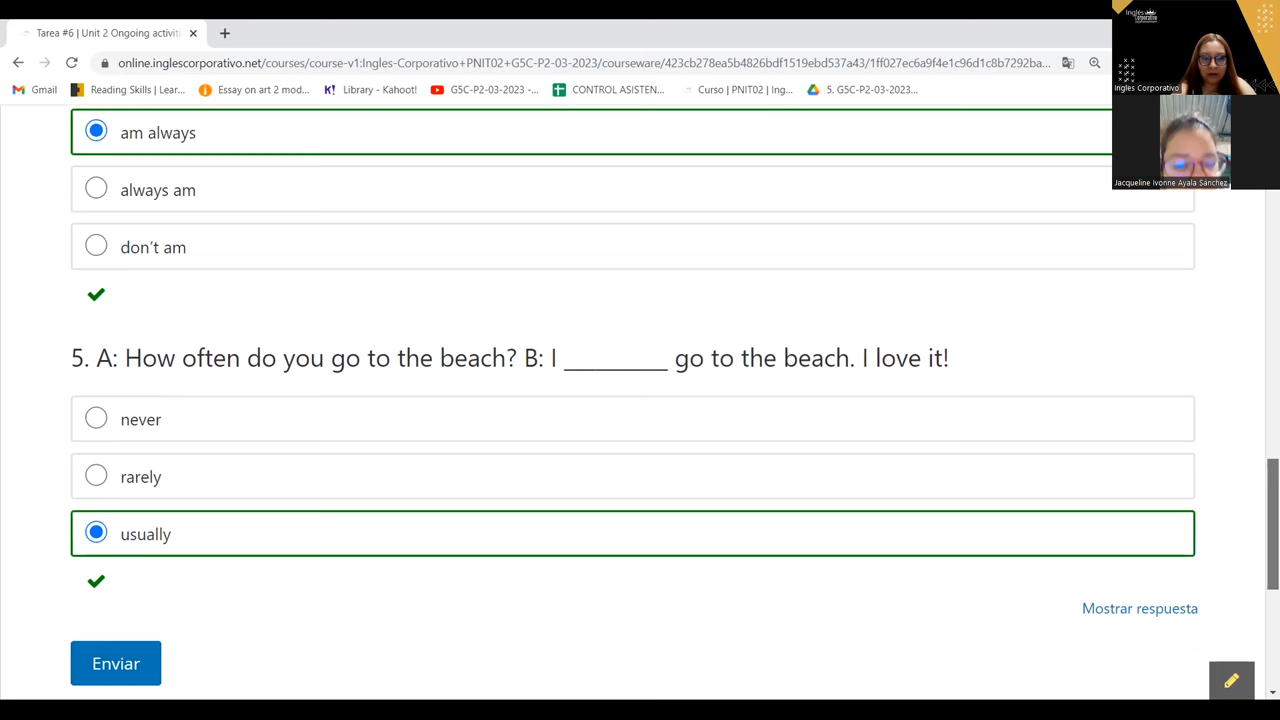 Tarea #6 | Unit 2 Ongoing activiti
online.inglescorporativo.net/courses/course-v1:Ingles-Corporativo+PNIT02+G5C-P2-03-2023/courseware/423cb278ea5b4826bdf1519ebd537a43/1ff027ec6a9f4e1c96d1c8b7292ba...
Gmail Reading Skills | Lear... Essay on art 2 mod... Library - Kahoot! G5C-P2-03-2023 -... CONTROL ASISTEN... Curso | PNIT02 | Ing... 5. G5C-P2-03-2023...
Inglés
Corporativo
Ingles Corporativo
Jacqueline Ivonne Ayala Sanchez
am always
always am
don't am
5. A: How often do you go to the beach? B: I _________ go to the beach. I love it!
never
rarely
usually
Mostrar respuesta
Enviar